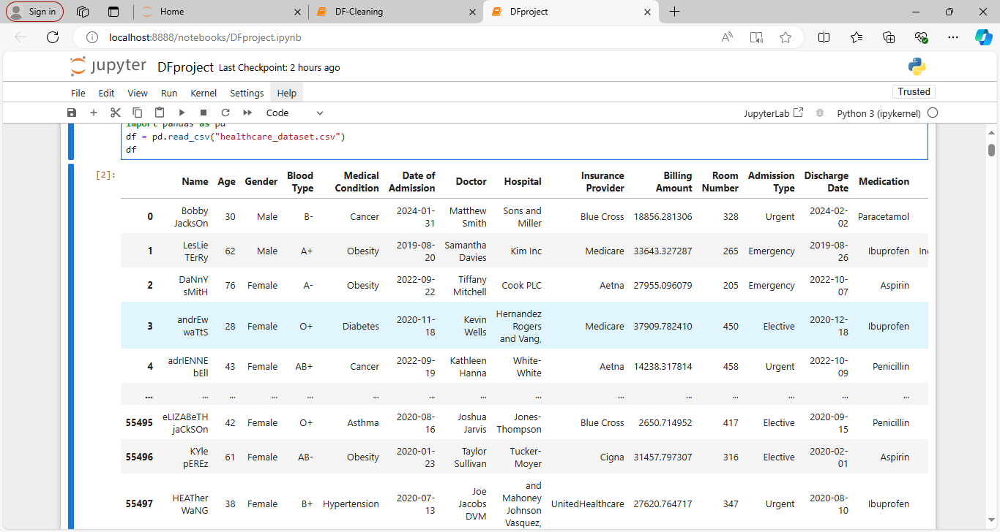 Sign in
Home
DF-Cleaning
DFproject
localhost:8888/notebooks/DFproject.ipynb
jupyter DFproject Last Checkpoint: 2 hours ago
File Edit View Run Kernel Settings Help
Trusted
Code
JupyterLab
Python 3 (ipykernel)
import pandas as pd
df = pd.read_csv("healthcare_dataset.csv")
df
[2]:
Name Age Gender Blood Type Medical Condition Date of Admission Doctor Hospital Insurance Provider Billing Amount Room Number Admission Type Discharge Date Medication
0 Bobby JacksOn 30 Male B- Cancer 2024-01-31 Matthew Smith Sons and Miller Blue Cross 18856.281306 328 Urgent 2024-02-02 Paracetamol
1 LesLie TErRy 62 Male A+ Obesity 2019-08-20 Samantha Davies Kim Inc Medicare 33643.327287 265 Emergency 2019-08-26 Ibuprofen
2 DaNnY sMitH 76 Female A- Obesity 2022-09-22 Tiffany Mitchell Cook PLC Aetna 27955.096079 205 Emergency 2022-10-07 Aspirin
3 andrEw waTtS 28 Female O+ Diabetes 2020-11-18 Kevin Wells Hernandez Rogers and Vang, Medicare 37909.782410 450 Elective 2020-12-18 Ibuprofen
4 adrIENNE bEll 43 Female AB+ Cancer 2022-09-19 Kathleen Hanna White-White Aetna 14238.317814 458 Urgent 2022-10-09 Penicillin
... ... ... ... ... ... ... ... ... ... ... ... ... ... ...
55495 eLIZABeTH jaCkSOn 42 Female O+ Asthma 2020-08-16 Joshua Jarvis Jones-Thompson Blue Cross 2650.714952 417 Elective 2020-09-15 Penicillin
55496 KYle pEREz 61 Female AB- Obesity 2020-01-23 Taylor Sullivan Tucker-Moyer Cigna 31457.797307 316 Elective 2020-02-01 Aspirin
55497 HEATher WaNG 38 Female B+ Hypertension 2020-07-13 Joe Jacobs DVM and Mahoney Johnson Vasquez, UnitedHealthcare 27620.764717 347 Urgent 2020-08-10 Ibuprofen